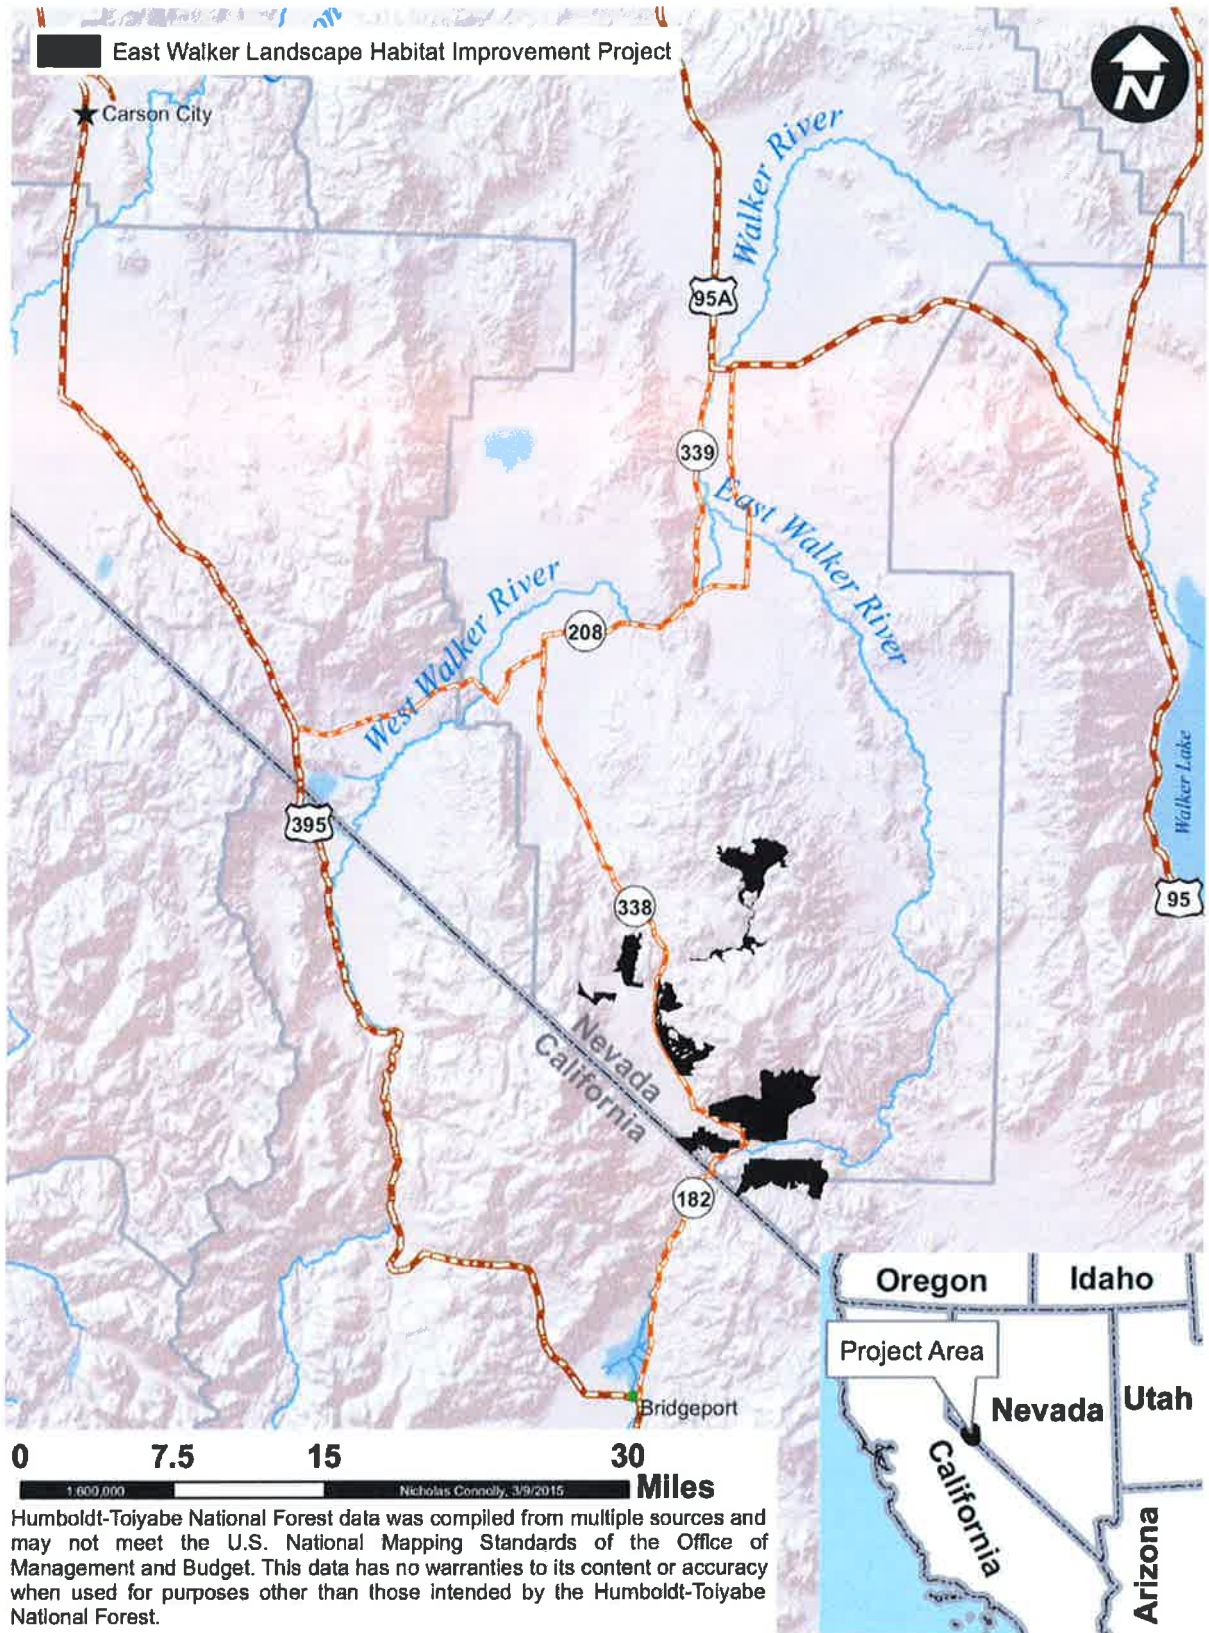 on
East Walker Landscape Habitat Improvement Project
N
Carson City
Walker River
95A
339
East Walker River
West Walker River
208
395
338
Walker Lake
95
Nevada
California
182
Bridgeport
Oregon
Idaho
Project Area
Nevada
Utah
California
Arizona
0 7.5 15 30 Miles
1:600,000 Nicholas Connolly, 3/9/2015
Humboldt-Toiyabe National Forest data was compiled from multiple sources and
may not meet the U.S. National Mapping Standards of the Office of
Management and Budget. This data has no warranties to its content or accuracy
when used for purposes other than those intended by the Humboldt-Toiyabe
National Forest.